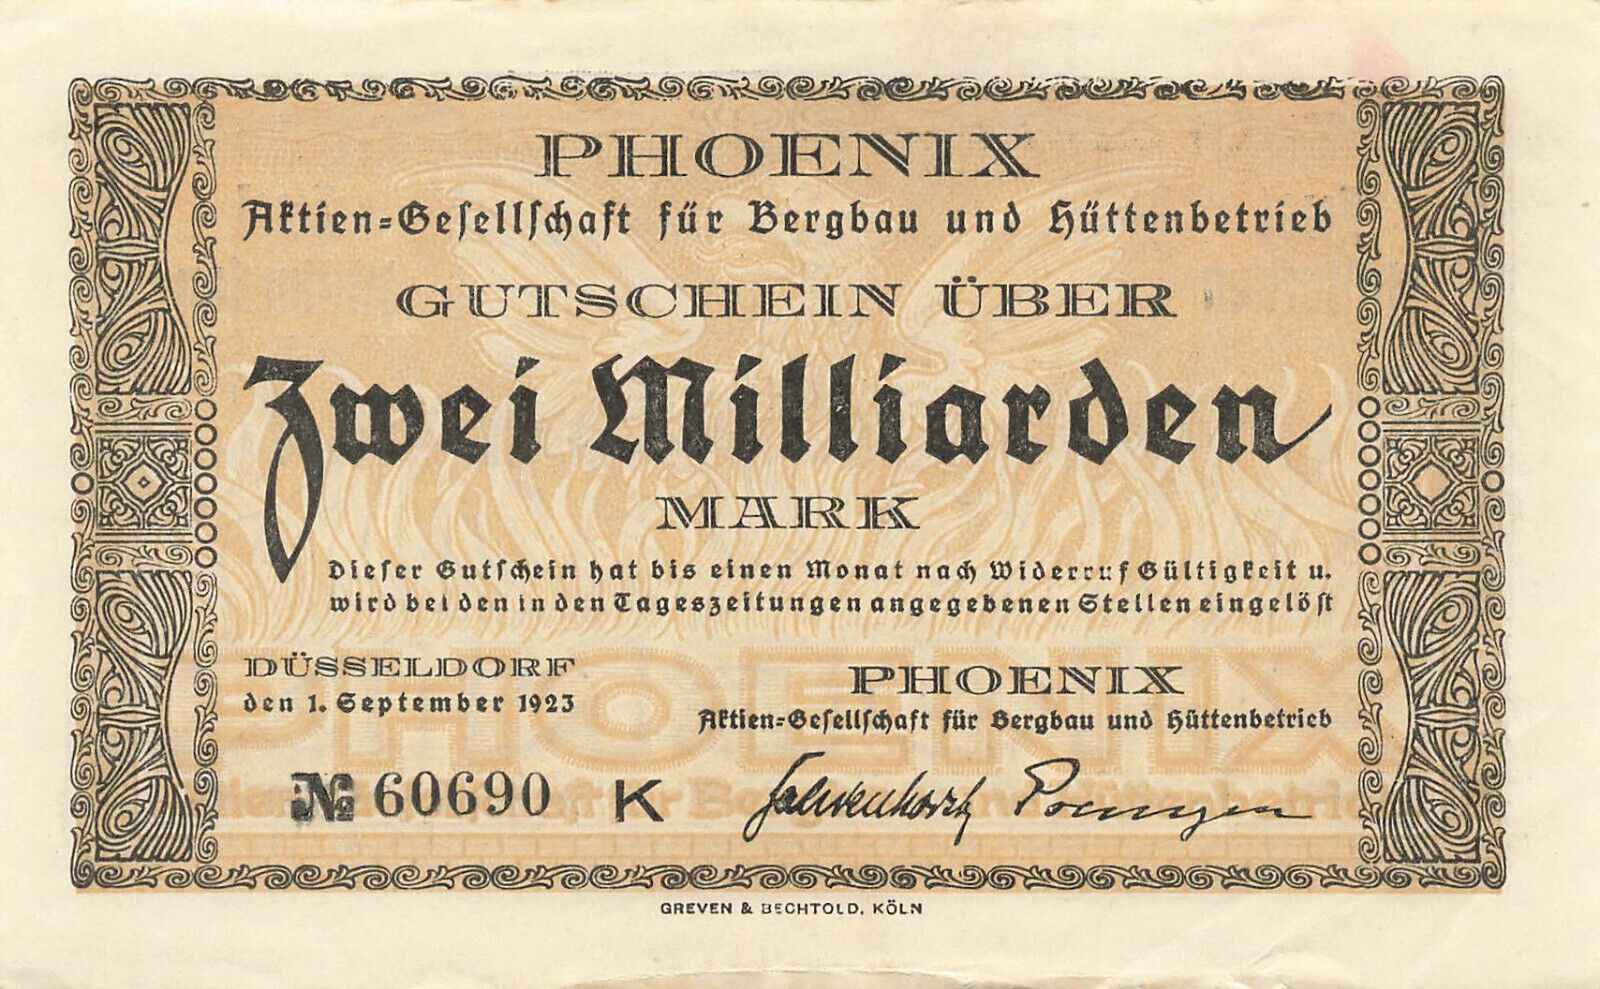 PHOENIX
Aktien=Gesellschaft für Bergbau und Hüttenbetrieb
GUTSCHEIN ÜBER
Zwei Milliarden
MARK
Dieser Gutschein hat bis einen Monat nach Widerruf Gültigkeit u.
wird bei den in den Tageszeitungen angegebenen Stellen eingelöst
DÜSSELDORF
den 1. September 1923
PHOENIX
Aktien=Gesellschaft für Bergbau und Hüttenbetrieb
№ 60690 K
PHOENIX
GREVEN & BECHTOLD, KÖLN